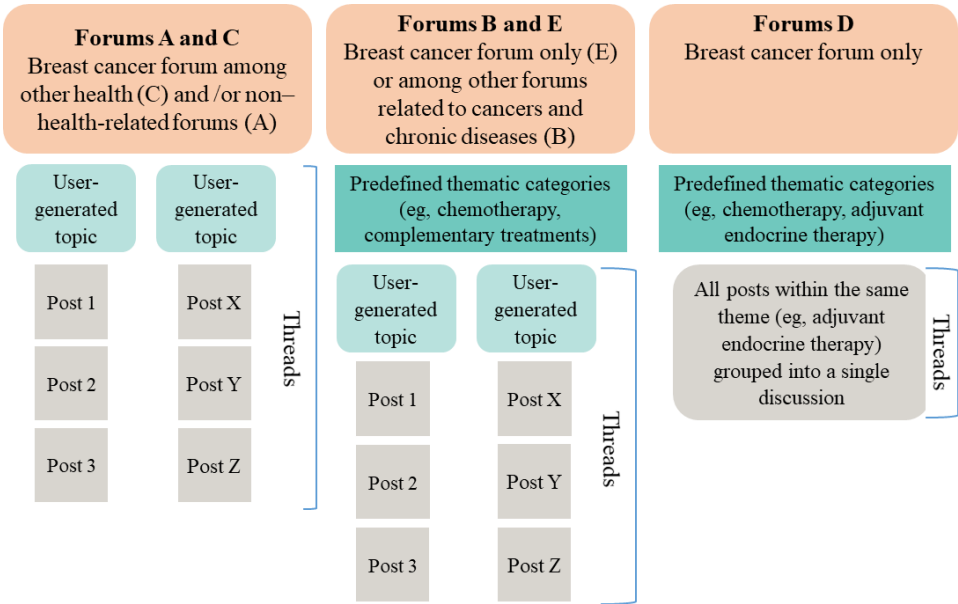 Forums A and C
Breast cancer forum among
other health (C) and /or non–
health-related forums (A)
User-
generated
topic
User-
generated
topic
Post 1
Post X
Post 2
Post Y
Post 3
Post Z
Threads
Forums B and E
Breast cancer forum only (E)
or among other forums
related to cancers and
chronic diseases (B)
Predefined thematic categories
(eg, chemotherapy,
complementary treatments)
User-
generated
topic
User-
generated
topic
Post 1
Post X
Post 2
Post Y
Post 3
Post Z
Threads
Forums D
Breast cancer forum only
Predefined thematic categories
(eg, chemotherapy, adjuvant
endocrine therapy)
All posts within the same
theme (eg, adjuvant
endocrine therapy)
grouped into a single
discussion
Threads